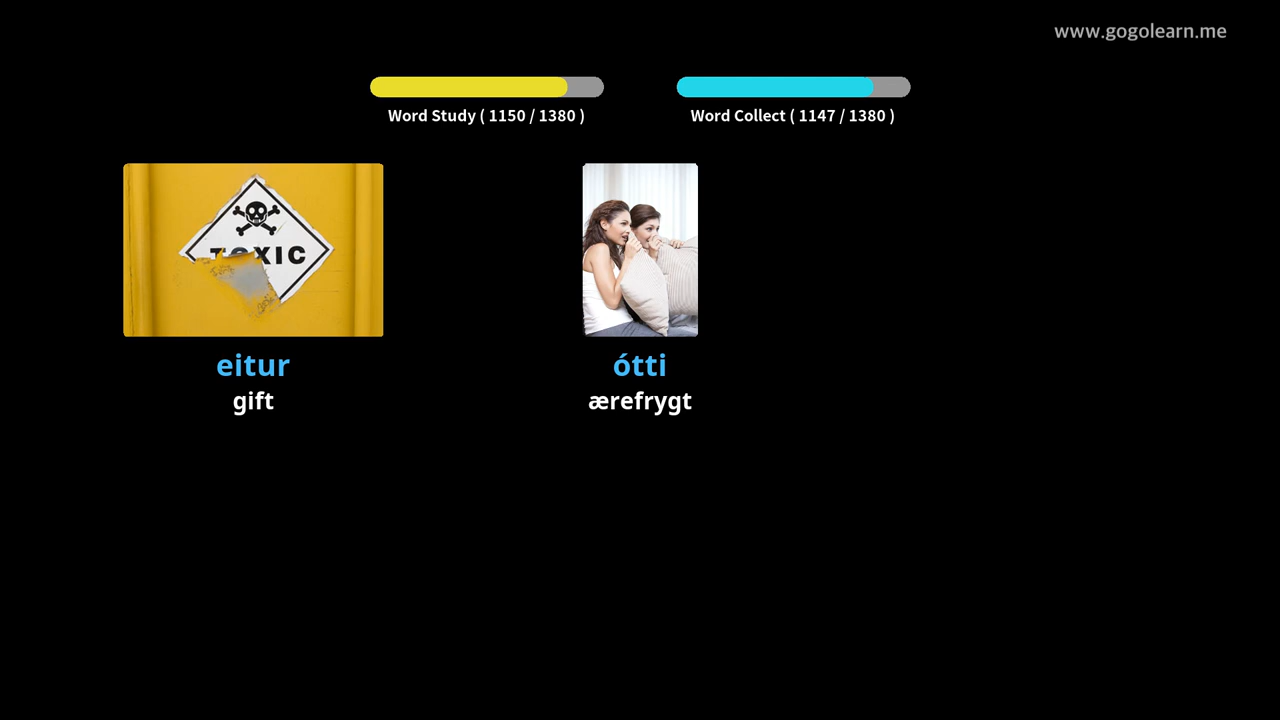 www.gogolearn.me
Word Study ( 1150 / 1380 )
Word Collect ( 1147 / 1380 )
TOXIC
eitur
gift
ótti
ærefrygt